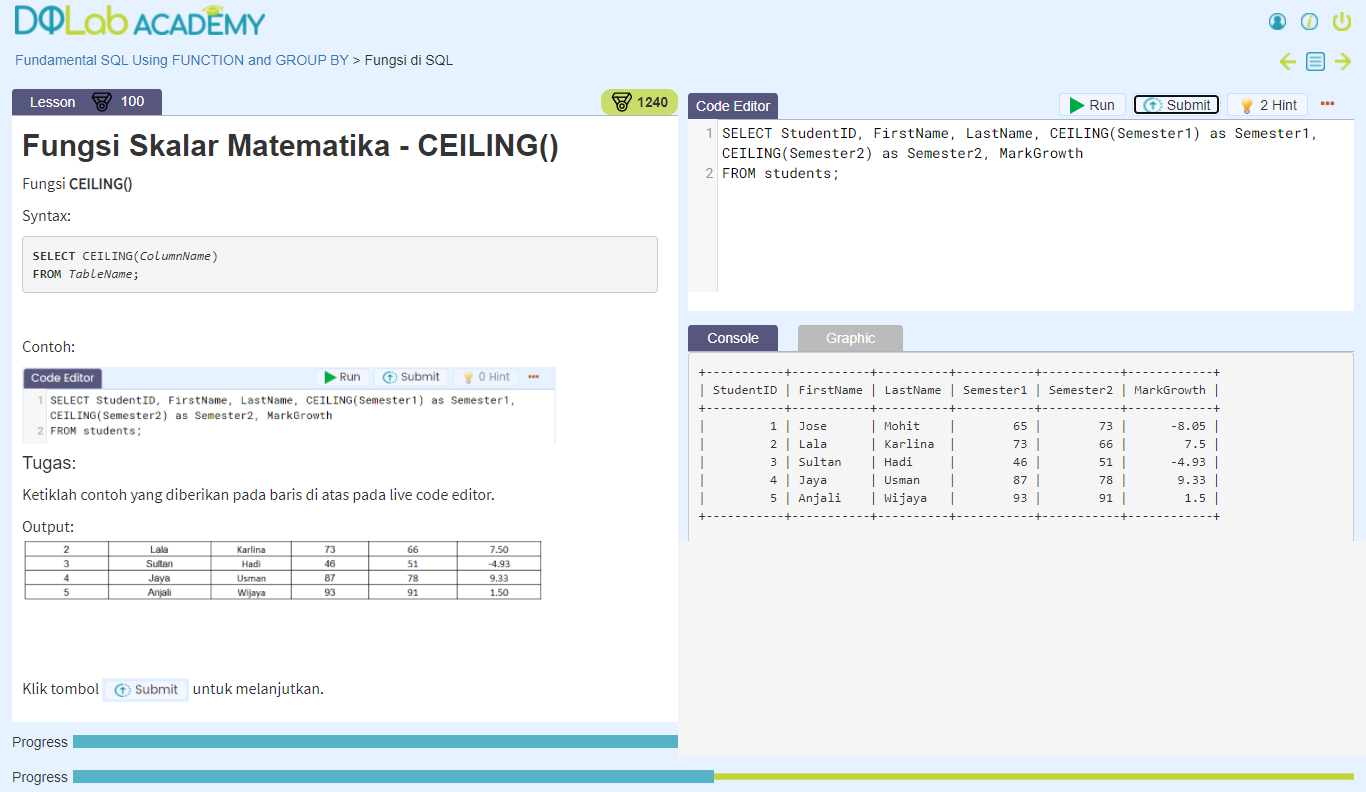 DQLab ACADEMY
Fundamental SQL Using FUNCTION and GROUP BY > Fungsi di SQL
Lesson 100
1240
Fungsi Skalar Matematika - CEILING()
Fungsi CEILING()
Syntax:
SELECT CEILING(ColumnName)
FROM TableName;
Contoh:
Code Editor Run Submit 0 Hint
1 SELECT StudentID, FirstName, LastName, CEILING(Semester1) as Semester1,
CEILING(Semester2) as Semester2, MarkGrowth
2 FROM students;
Tugas:
Ketiklah contoh yang diberikan pada baris di atas pada live code editor.
Output:
2 Lala Karlina 73 66 7.50
3 Sultan Hadi 46 51 -4.93
4 Jaya Usman 87 78 9.33
5 Anjali Wijaya 93 91 1.50
Klik tombol Submit untuk melanjutkan.
Progress
Code Editor Run Submit 2 Hint
1 SELECT StudentID, FirstName, LastName, CEILING(Semester1) as Semester1,
CEILING(Semester2) as Semester2, MarkGrowth
2 FROM students;
Console Graphic
+-----------+-----------+----------+-----------+-----------+------------+
| StudentID | FirstName | LastName | Semester1 | Semester2 | MarkGrowth |
+-----------+-----------+----------+-----------+-----------+------------+
| 1 | Jose | Mohit | 65 | 73 | -8.05 |
| 2 | Lala | Karlina | 73 | 66 | 7.5 |
| 3 | Sultan | Hadi | 46 | 51 | -4.93 |
| 4 | Jaya | Usman | 87 | 78 | 9.33 |
| 5 | Anjali | Wijaya | 93 | 91 | 1.5 |
+-----------+-----------+----------+-----------+-----------+------------+
Progress